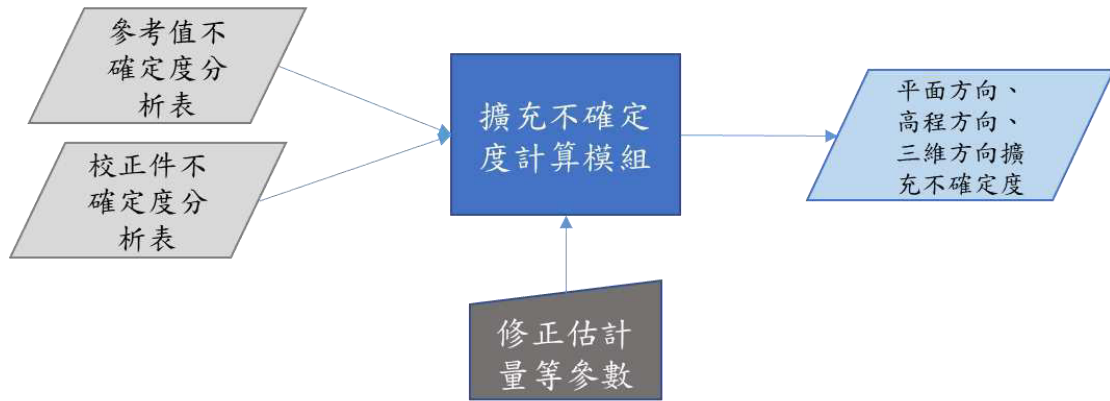 參考值不
確定度分
析表
校正件不
確定度分
析表
擴充不確定
度計算模組
修正估計
量等參數
平面方向、
高程方向、
三維方向擴
充不確定度